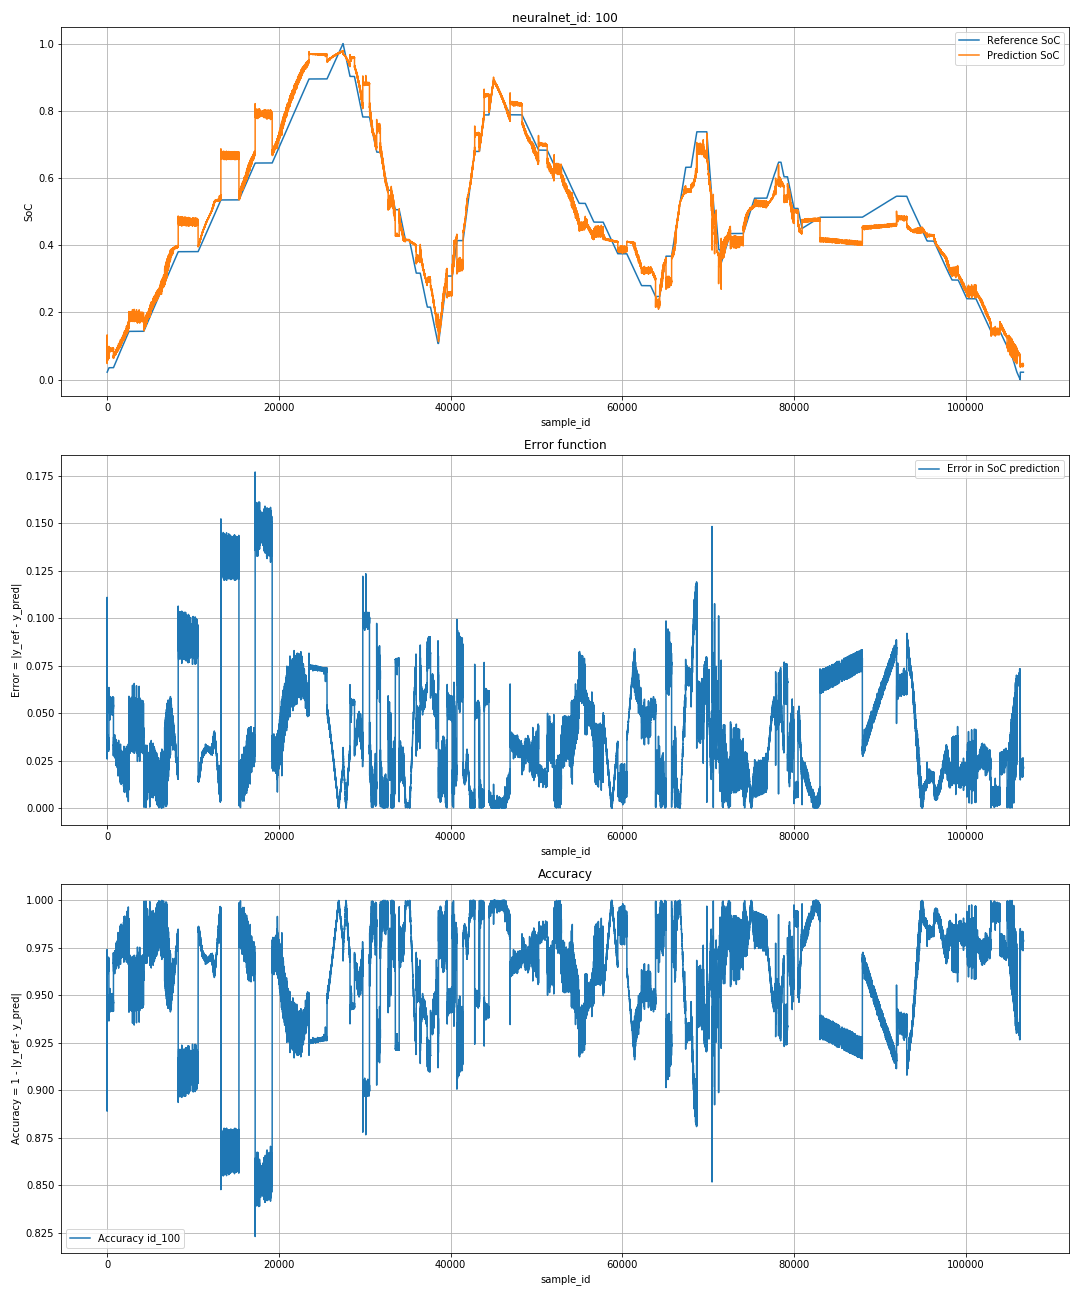 neuralnet_id: 100
Reference SoC
Prediction SoC
1.0
0.8
0.6
0.4
0.2
0.0
SoC
0 20000 40000 60000 80000 100000
sample_id
Error function
Error in SoC prediction
0.175
0.150
0.125
0.100
0.075
0.050
0.025
0.000
Error = |y_ref - y_pred|
0 20000 40000 60000 80000 100000
sample_id
Accuracy
1.000
0.975
0.950
0.925
0.900
0.875
0.850
0.825
Accuracy = 1 - |y_ref - y_pred|
Accuracy id_100
0 20000 40000 60000 80000 100000
sample_id